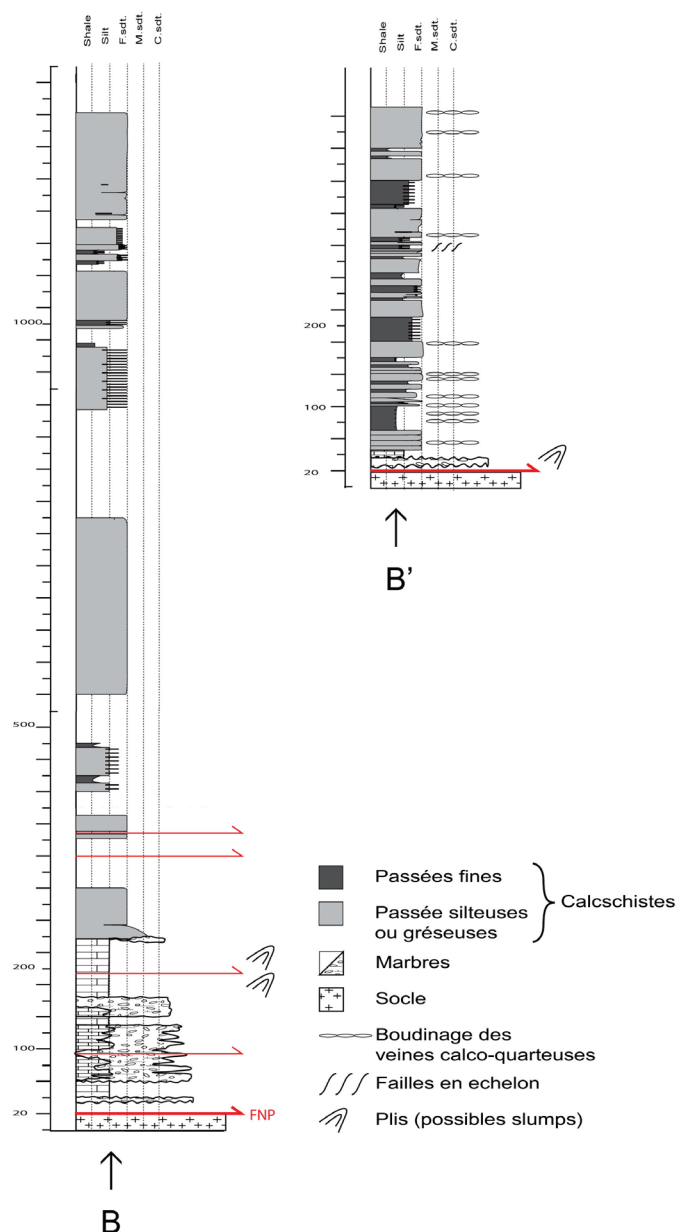 Shale Silt F.sdt. M.sdt. C.sdt.
1000
500
200
100
20
FNP
B
Shale Silt F.sdt. M.sdt. C.sdt.
200
100
20
B'
Passées fines
Passée silteuses
ou gréseuses
Calcschistes
Marbres
Socle
Boudinage des
veines calco-quarteuses
Failles en echelon
Plis (possibles slumps)